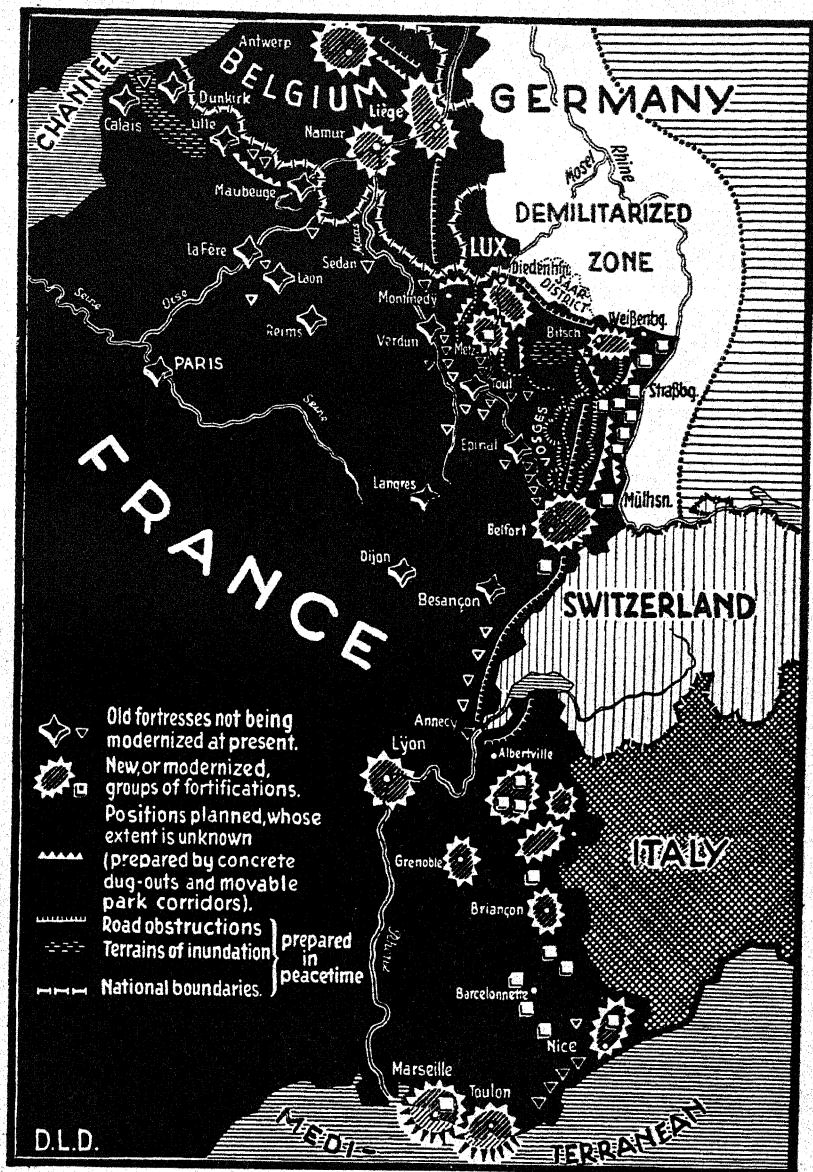 Antwerp
BELGIUM
GERMANY
CHANNEL
Dunkirk
Calais
Lille
Liège
Namur
Mosel
Rhine
Maubeuge
DEMILITARIZED
ZONE
LUX
Maas
La Fère
Sedan
Diedenhfn.
SAAR-
DISTRICT
Laon
Montmedy
Seine
Oise
Reims
Verdun
Metz
Bitsch
Weißenbg.
PARIS
Toul
Straßbg.
Seine
Epinal
VOSGES
Langres
Mülhsn.
Belfort
FRANCE
Dijon
Besançon
SWITZERLAND
Annecy
Lyon
Albertville
Grenoble
ITALY
Briançon
Rhone
Barcelonnette
Nice
Marseille
Toulon
MEDI-
TERRANEAN
Old fortresses not being
modernized at present.
New, or modernized,
groups of fortifications.
Positions planned, whose
extent is unknown
(prepared by concrete
dug-outs and movable
park corridors).
Road obstructions
Terrains of inundation
prepared
in
peacetime
National boundaries.
D.L.D.